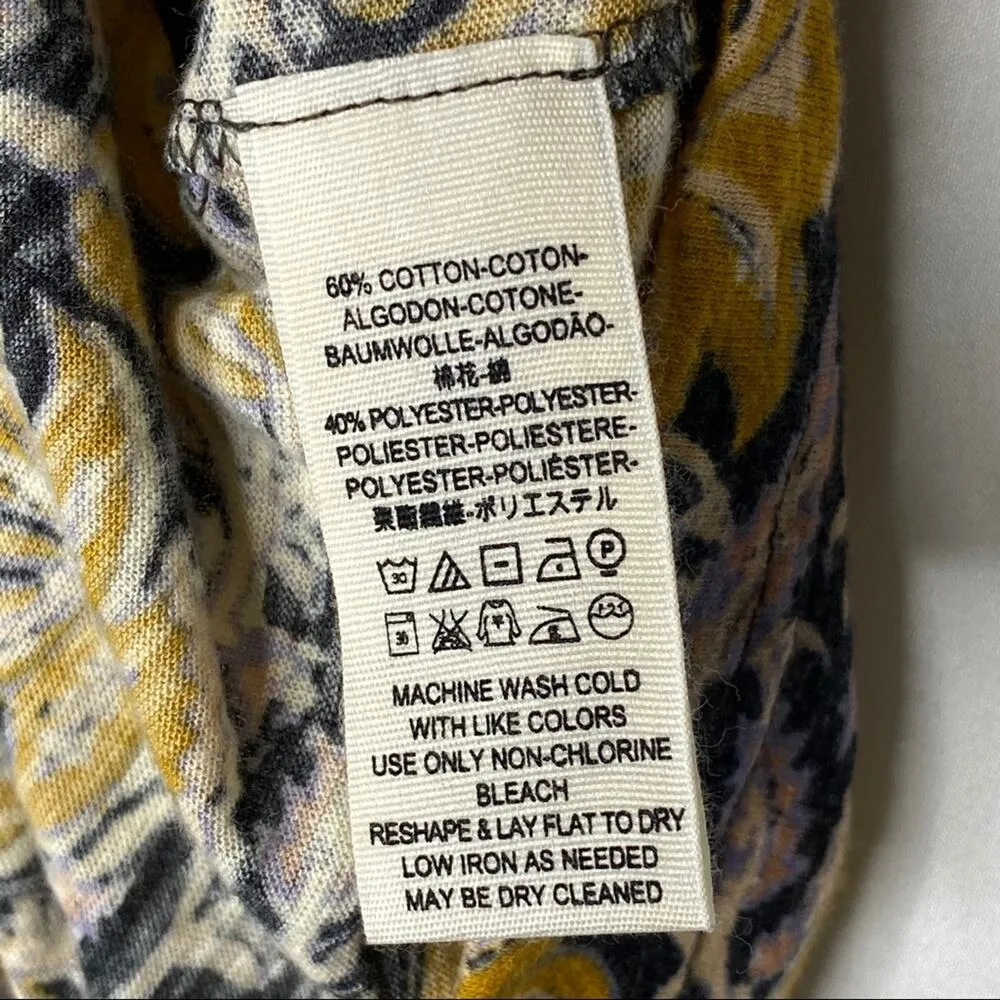 60% COTTON-COTON-
ALGODON-COTONE-
BAUMWOLLE-ALGODÃO-
棉花-綿
40% POLYESTER-POLYESTER-
POLIESTER-POLIESTERE-
POLYESTER-POLIÉSTER-
聚酯纖維-ポリエステル
30 P
30
MACHINE WASH COLD
WITH LIKE COLORS
USE ONLY NON-CHLORINE
BLEACH
RESHAPE & LAY FLAT TO DRY
LOW IRON AS NEEDED
MAY BE DRY CLEANED